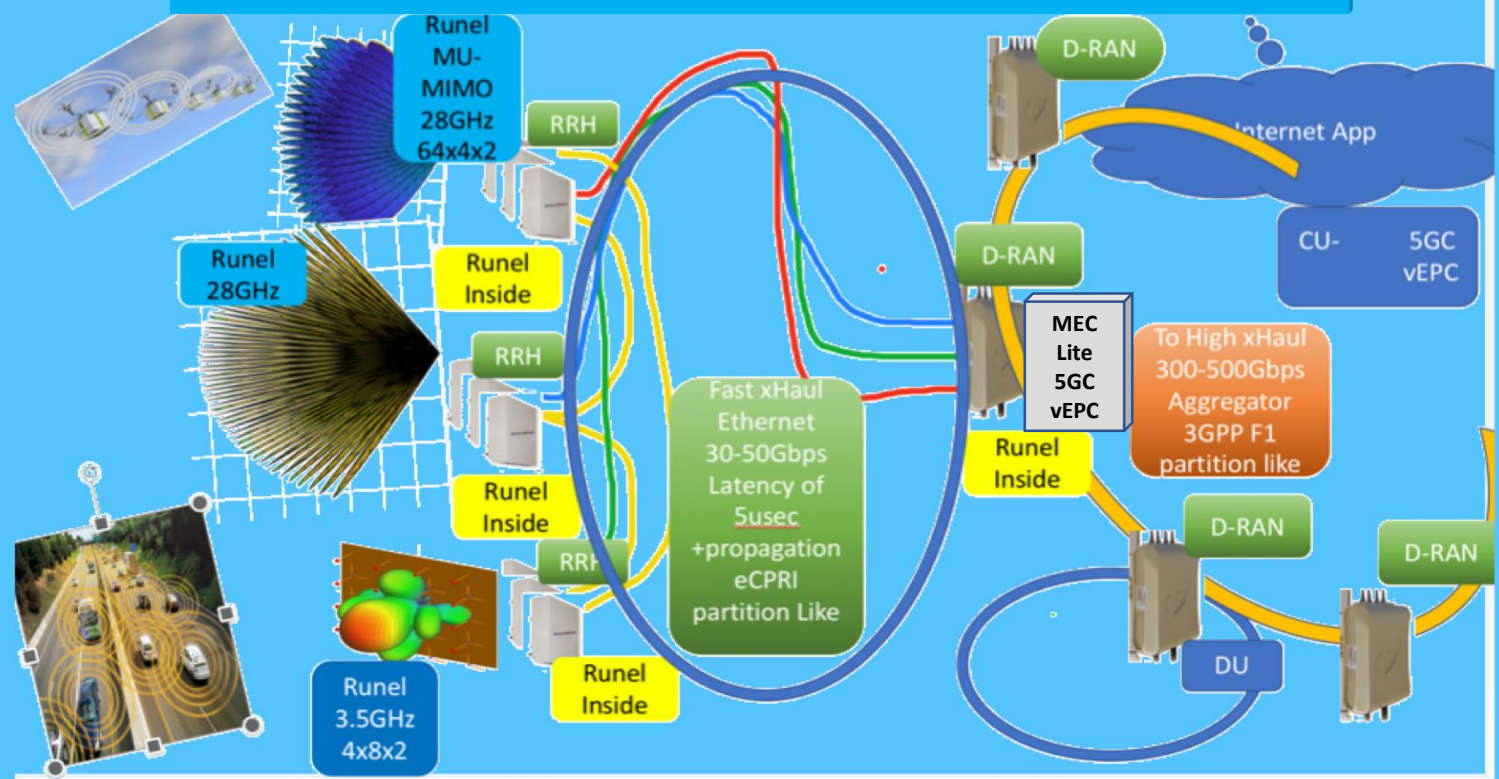 Runel
MU-
MIMO
28GHz
64x4x2
RRH
Runel
28GHz
Runel
Inside
RRH
Runel
Inside
RRH
Runel
3.5GHz
4x8x2
Runel
Inside
Fast xHaul
Ethernet
30-50Gbps
Latency of
5usec
+propagation
eCPRI
partition Like
D-RAN
Internet App
CU- 5GC
vEPC
D-RAN
MEC
Lite
5GC
vEPC
To High xHaul
300-500Gbps
Aggregator
3GPP F1
partition like
Runel
Inside
D-RAN
D-RAN
DU